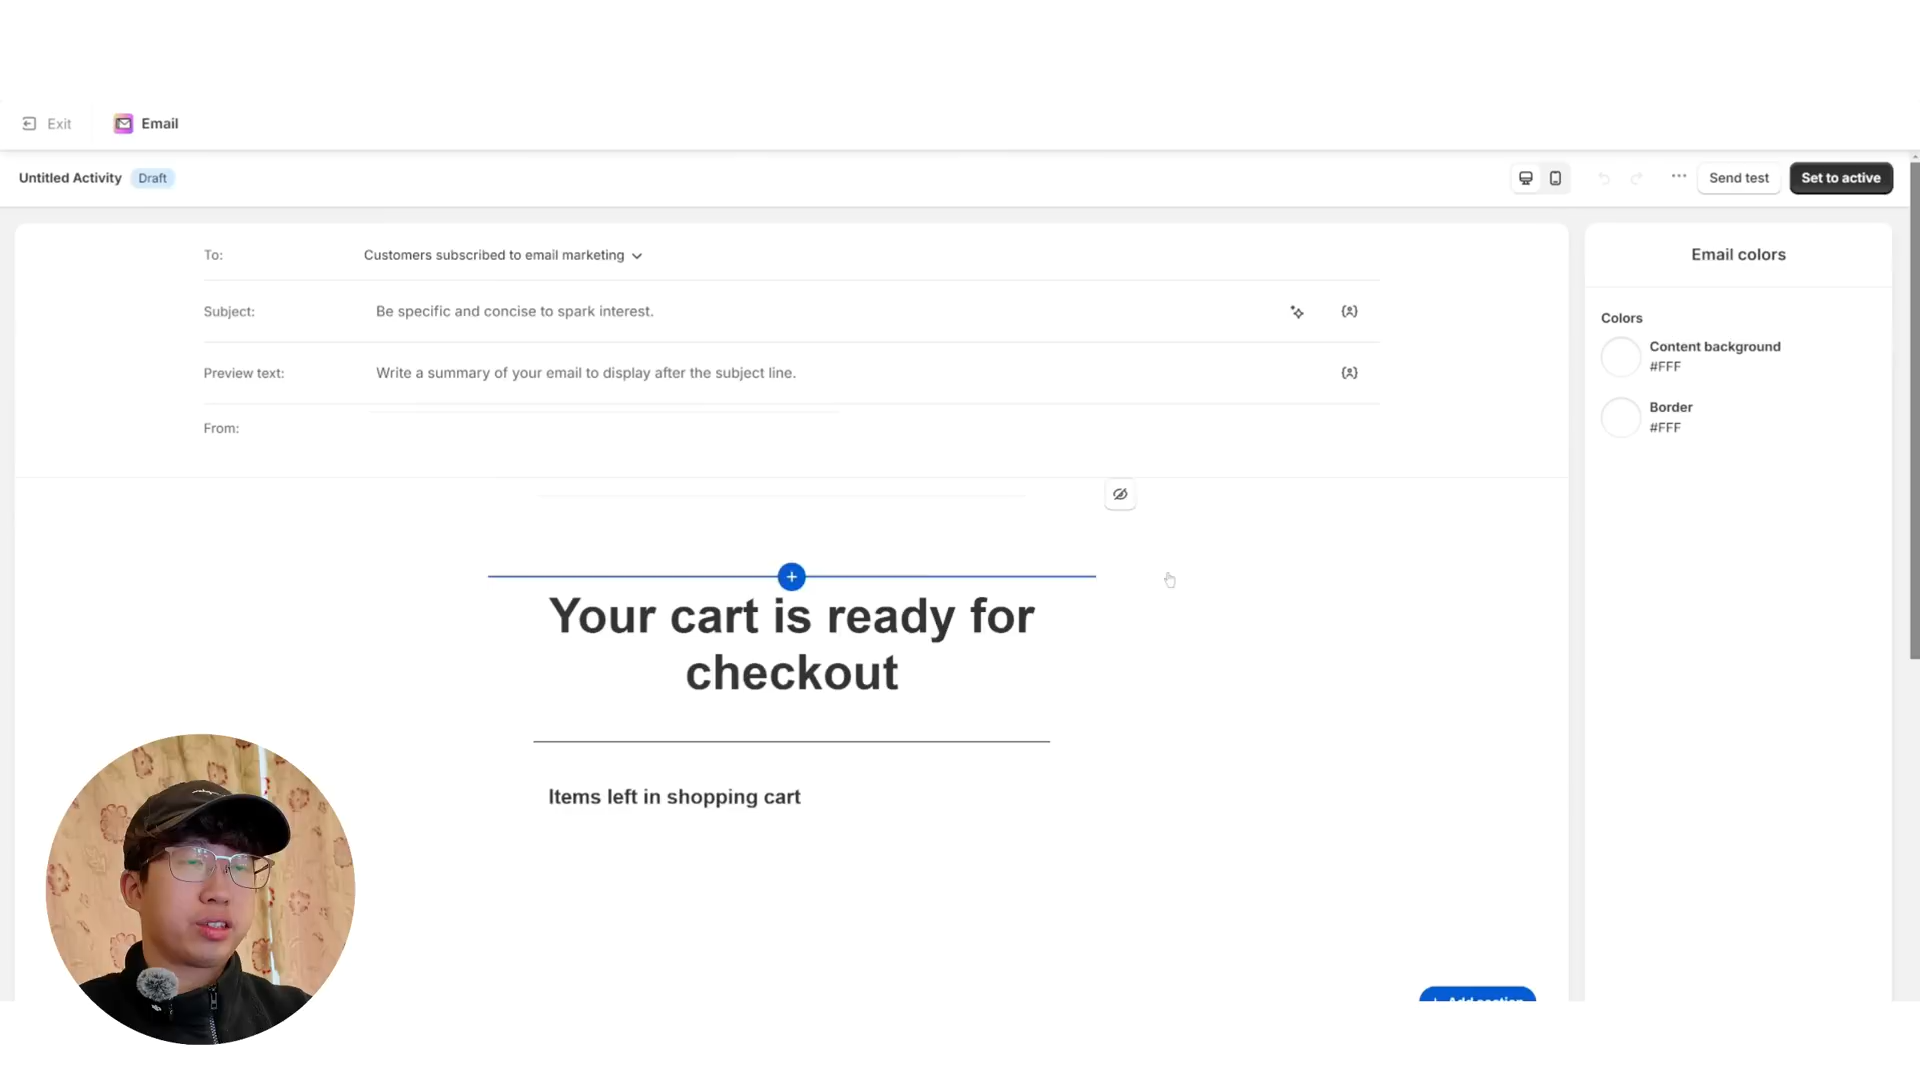 Exit
Email
Untitled Activity
Draft
Send test
Set to active
To:
Customers subscribed to email marketing
Subject:
Be specific and concise to spark interest.
Preview text:
Write a summary of your email to display after the subject line.
From:
Email colors
Colors
Content background
#FFF
Border
#FFF
Your cart is ready for
checkout
Items left in shopping cart
Add section